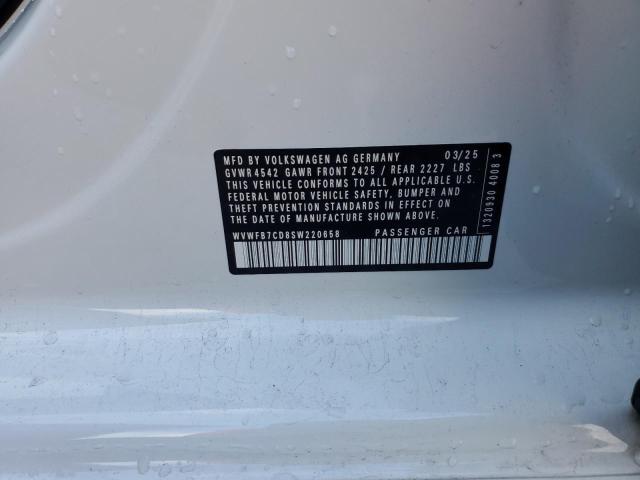 MFD BY VOLKSWAGEN AG GERMANY 03/25
GVWR 4542 GAWR FRONT 2425 / REAR 2227 LBS
THIS VEHICLE CONFORMS TO ALL APPLICABLE U.S.
FEDERAL MOTOR VEHICLE SAFETY, BUMPER AND
THEFT PREVENTION STANDARDS IN EFFECT ON THE
DATE OF MANUFACTURE SHOWN ABOVE.
WVWFB7CD8SW220658 PASSENGER CAR
1320930 4008 3